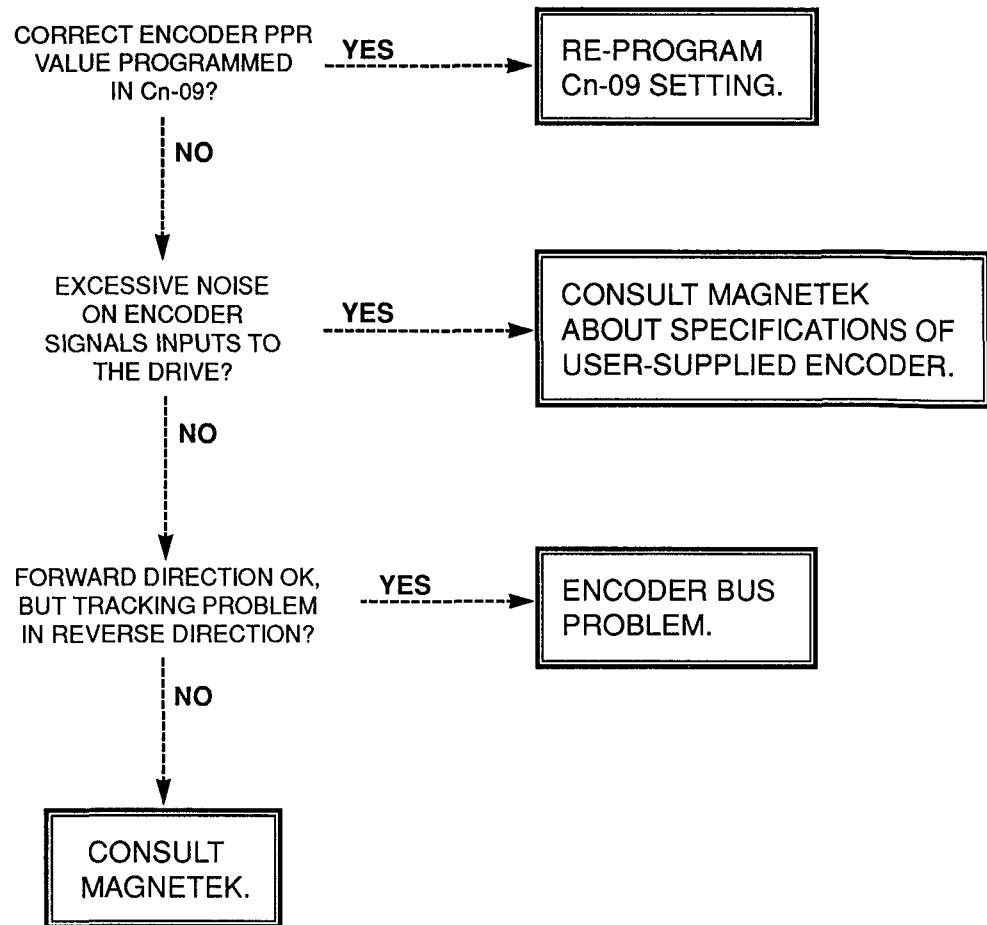 CORRECT ENCODER PPR
VALUE PROGRAMMED
IN Cn-09?
YES
RE-PROGRAM
Cn-09 SETTING.
NO
EXCESSIVE NOISE
ON ENCODER
SIGNALS INPUTS TO
THE DRIVE?
YES
CONSULT MAGNETEK
ABOUT SPECIFICATIONS OF
USER-SUPPLIED ENCODER.
NO
FORWARD DIRECTION OK,
BUT TRACKING PROBLEM
IN REVERSE DIRECTION?
YES
ENCODER BUS
PROBLEM.
NO
CONSULT
MAGNETEK.